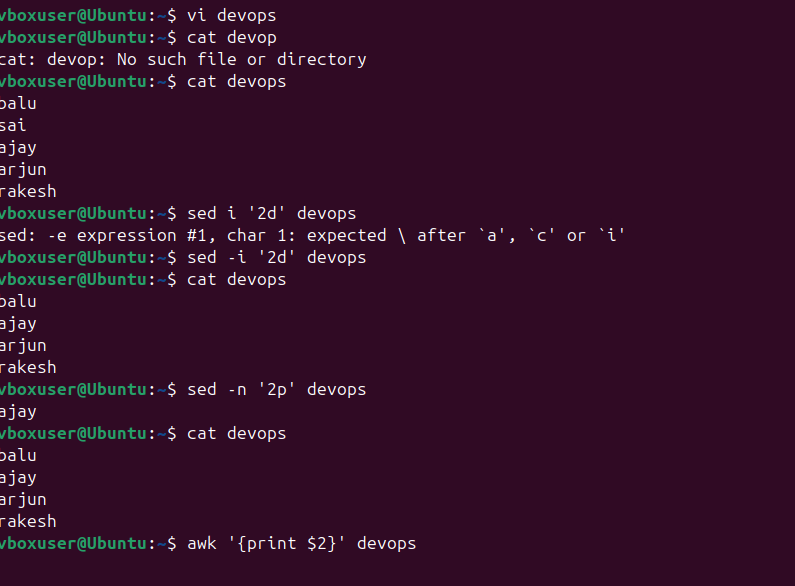 vboxuser@Ubuntu:~$ vi devops
vboxuser@Ubuntu:~$ cat devop
cat: devop: No such file or directory
vboxuser@Ubuntu:~$ cat devops
balu
sai
ajay
arjun
rakesh
vboxuser@Ubuntu:~$ sed i '2d' devops
sed: -e expression #1, char 1: expected \ after `a', `c' or `i'
vboxuser@Ubuntu:~$ sed -i '2d' devops
vboxuser@Ubuntu:~$ cat devops
balu
ajay
arjun
rakesh
vboxuser@Ubuntu:~$ sed -n '2p' devops
ajay
vboxuser@Ubuntu:~$ cat devops
balu
ajay
arjun
rakesh
vboxuser@Ubuntu:~$ awk '{print $2}' devops